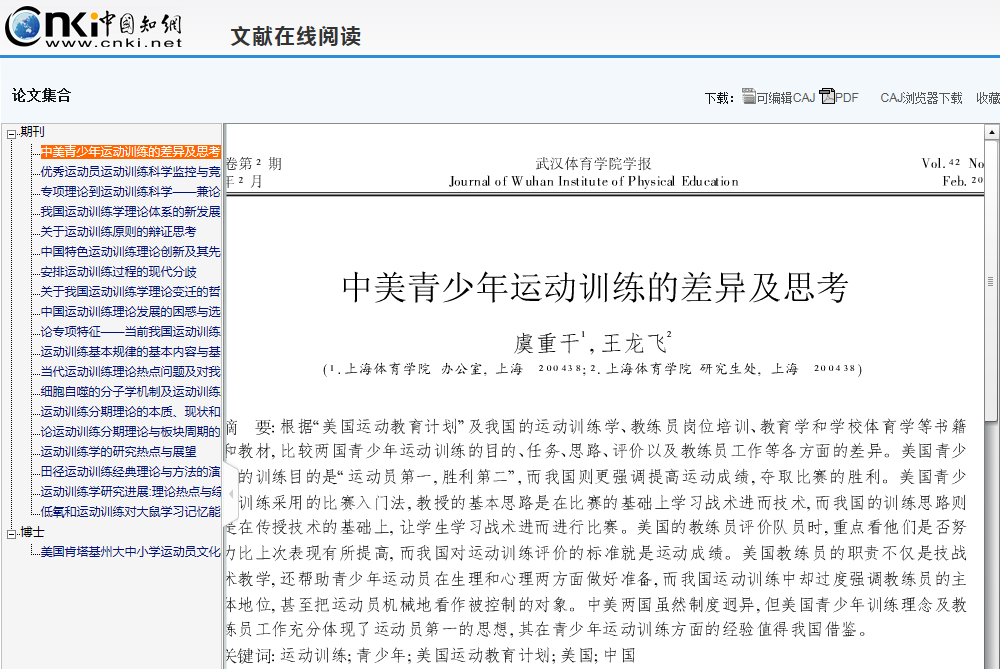 cnki中国知网
www.cnki.net
文献在线阅读
论文集合
下载: 可编辑CAJ PDF CAJ浏览器下载 收藏
期刊
中美青少年运动训练的差异及思考
优秀运动员运动训练科学监控与竞
专项理论到运动训练科学——兼论
我国运动训练学理论体系的新发展
关于运动训练原则的辩证思考
中国特色运动训练理论创新及其先
安排运动训练过程的现代分歧
关于我国运动训练学理论变迁的哲
中国运动训练理论发展的困惑与选
论专项特征——当前我国运动训练
运动训练基本规律的基本内容与基
当代运动训练理论热点问题及对我
细胞自噬的分子学机制及运动训练
运动训练分期理论的本质、现状和
论运动训练分期理论与板块周期的
运动训练学的研究热点与展望
田径运动训练经典理论与方法的演
运动训练学研究进展:理论热点与综
低氧和运动训练对大鼠学习记忆能
博士
美国肯塔基州大中小学运动员文化
卷第2期 武汉体育学院学报 Vol.42 No
年2月 Journal of Wuhan Institute of Physical Education Feb. 20
中美青少年运动训练的差异及思考
虞重干1,王龙飞2
(1.上海体育学院 办公室,上海 200438;2.上海体育学院 研究生处,上海 200438)
摘 要:根据“美国运动教育计划”及我国的运动训练学、教练员岗位培训、教育学和学校体育学等书籍
和教材,比较两国青少年运动训练的目的、任务、思路、评价以及教练员工作等各方面的差异。美国青少
的训练目的是“运动员第一,胜利第二”,而我国则更强调提高运动成绩,夺取比赛的胜利。美国青少
训练采用的比赛入门法,教授的基本思路是在比赛的基础上学习战术进而技术,而我国的训练思路则
是在传授技术的基础上,让学生学习战术进而进行比赛。美国的教练员评价队员时,重点看他们是否努
力比上次表现有所提高,而我国对运动训练评价的标准就是运动成绩。美国教练员的职责不仅是技战
术教学,还帮助青少年运动员在生理和心理两方面做好准备,而我国运动训练中却过度强调教练员的主
体地位,甚至把运动员机械地看作被控制的对象。中美两国虽然制度迥异,但美国青少年训练理念及教
练员工作充分体现了运动员第一的思想,其在青少年运动训练方面的经验值得我国借鉴。
关键词:运动训练;青少年;美国运动教育计划;美国;中国